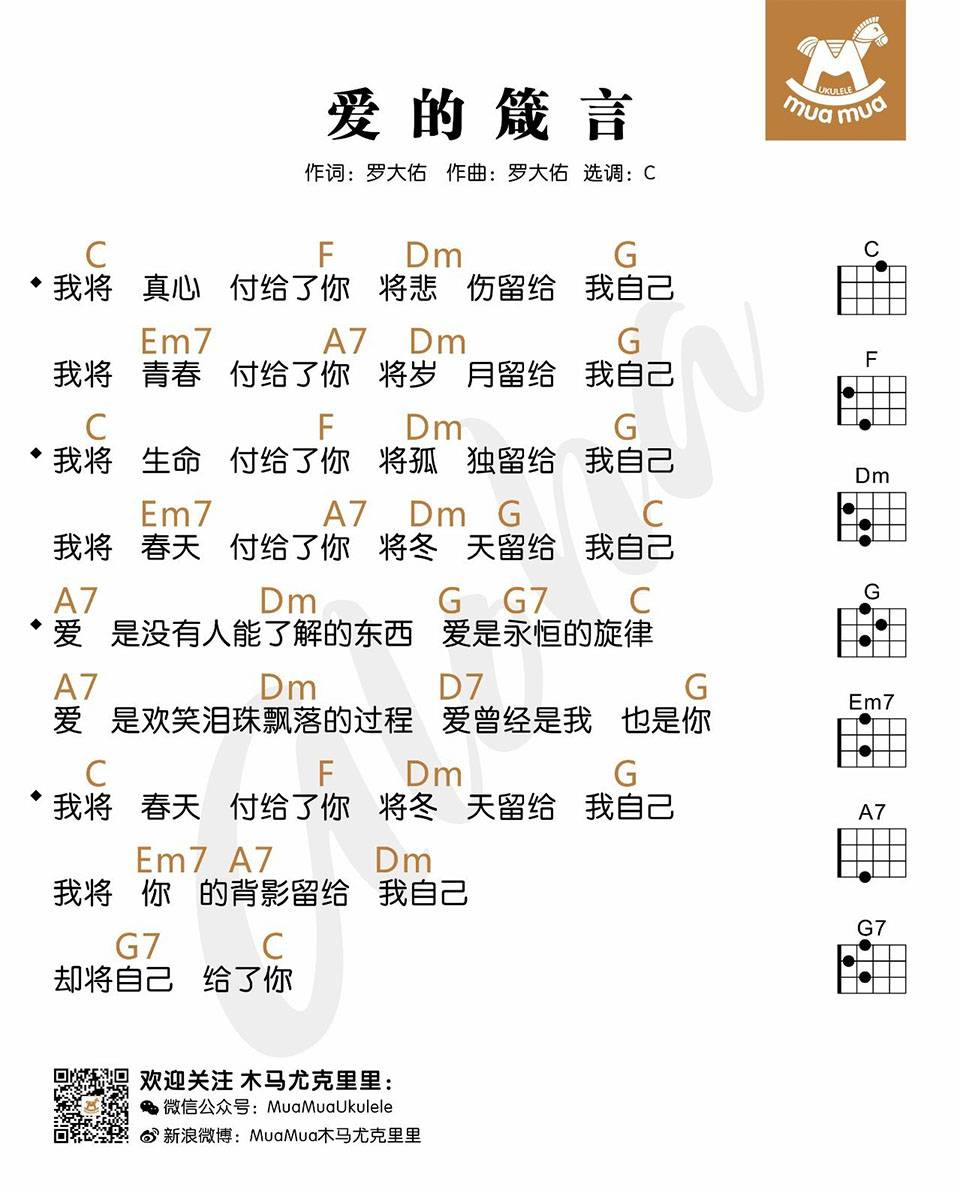 UKULELE
mua mua
爱的箴言
作词：罗大佑 作曲：罗大佑 选调：C
C F Dm G
我将 真心 付给了你 将悲 伤留给 我自己
Em7 A7 Dm G
我将 青春 付给了你 将岁 月留给 我自己
C F Dm G
我将 生命 付给了你 将孤 独留给 我自己
Em7 A7 Dm G C
我将 春天 付给了你 将冬 天留给 我自己
A7 Dm G G7 C
爱 是没有人能了解的东西 爱是永恒的旋律
A7 Dm D7 G
爱 是欢笑泪珠飘落的过程 爱曾经是我 也是你
C F Dm G
我将 春天 付给了你 将冬 天留给 我自己
Em7 A7 Dm
我将 你 的背影留给 我自己
G7 C
却将自己 给了你
C
F
Dm
G
Em7
A7
G7
欢迎关注 木马尤克里里：
微信公众号：MuaMuaUkulele
新浪微博：MuaMua木马尤克里里